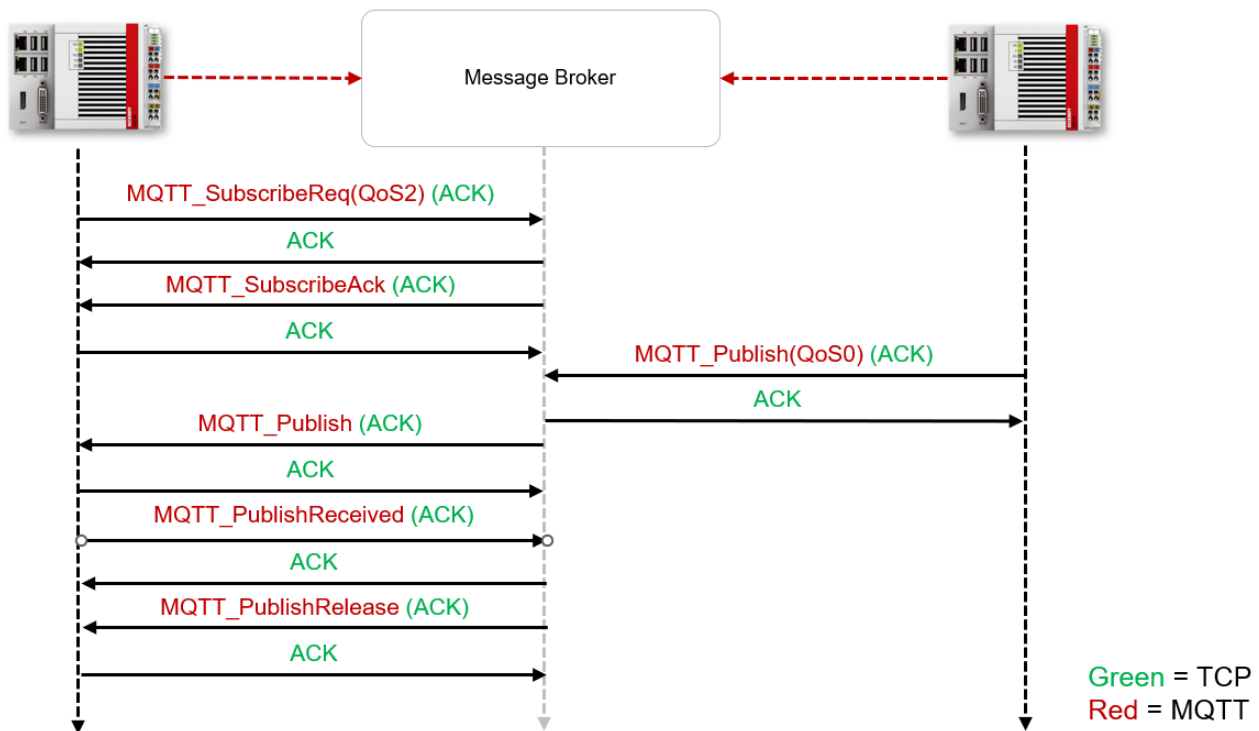 Message Broker
MQTT_SubscribeReq(QoS2) (ACK)
ACK
MQTT_SubscribeAck (ACK)
ACK
MQTT_Publish(QoS0) (ACK)
ACK
MQTT_Publish (ACK)
ACK
MQTT_PublishReceived (ACK)
ACK
MQTT_PublishRelease (ACK)
ACK
Green = TCP
Red = MQTT